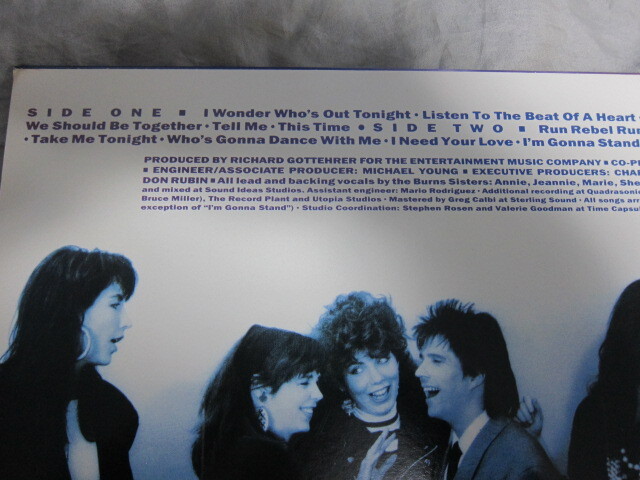 SIDE ONE ▪ I Wonder Who's Out Tonight • Listen To The Beat Of A Heart •
We Should Be Together • Tell Me • This Time • SIDE TWO ▪ Run Rebel Ru
• Take Me Tonight • Who's Gonna Dance With Me • I Need Your Love • I'm Gonna Stand
PRODUCED BY RICHARD GOTTEHRER FOR THE ENTERTAINMENT MUSIC COMPANY • CO-P
▪ ENGINEER/ASSOCIATE PRODUCER: MICHAEL YOUNG ▪ EXECUTIVE PRODUCERS: CHA
DON RUBIN ▪ All lead and backing vocals by the Burns Sisters: Annie, Jeannie, Marie, She
and mixed at Sound Ideas Studios. Assistant engineer: Mario Rodriguez • Additional recording at Quadrasonic
Bruce Miller), The Record Plant and Utopia Studios • Mastered by Greg Calbi at Sterling Sound • All songs arr
exception of "I'm Gonna Stand") • Studio Coordination: Stephen Rosen and Valerie Goodman at Time Capsul